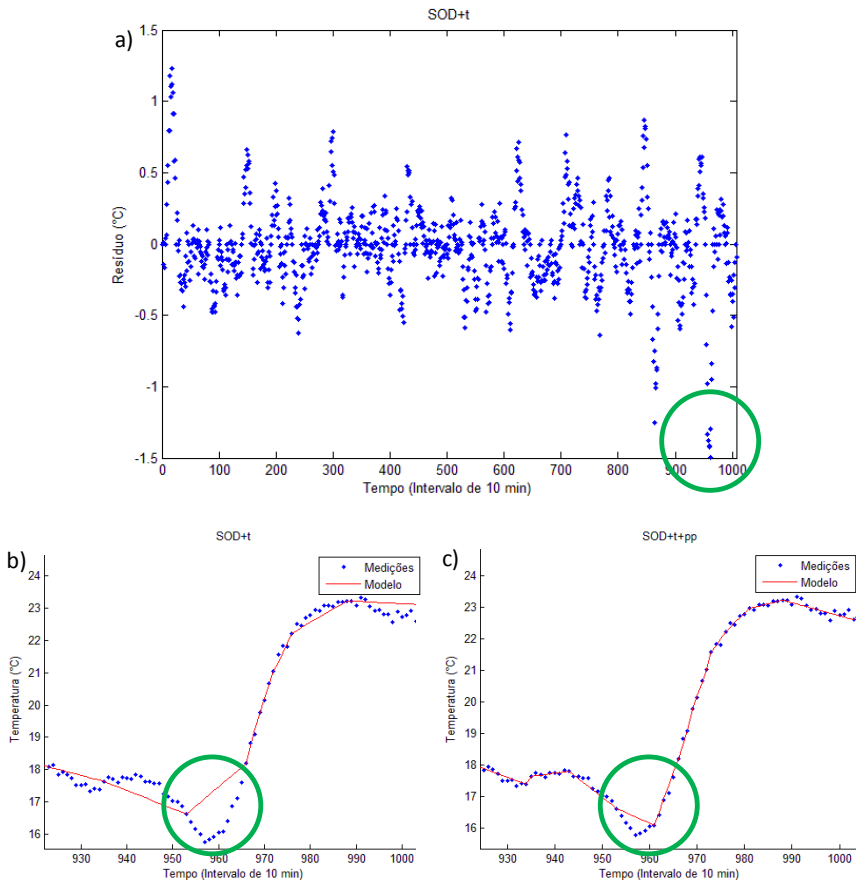 SOD+t
a)
1.5
1
0.5
0
-0.5
-1
-1.5
Resíduo (°C)
0 100 200 300 400 500 600 700 800 900 1000
Tempo (Intervalo de 10 min)
SOD+t
b)
Medições
Modelo
24
23
22
21
20
19
18
17
16
Temperatura (°C)
930 940 950 960 970 980 990 1000
Tempo (Intervalo de 10 min)
SOD+t+pp
c)
Medições
Modelo
24
23
22
21
20
19
18
17
16
Temperatura (°C)
930 940 950 960 970 980 990 1000
Tempo (Intervalo de 10 min)